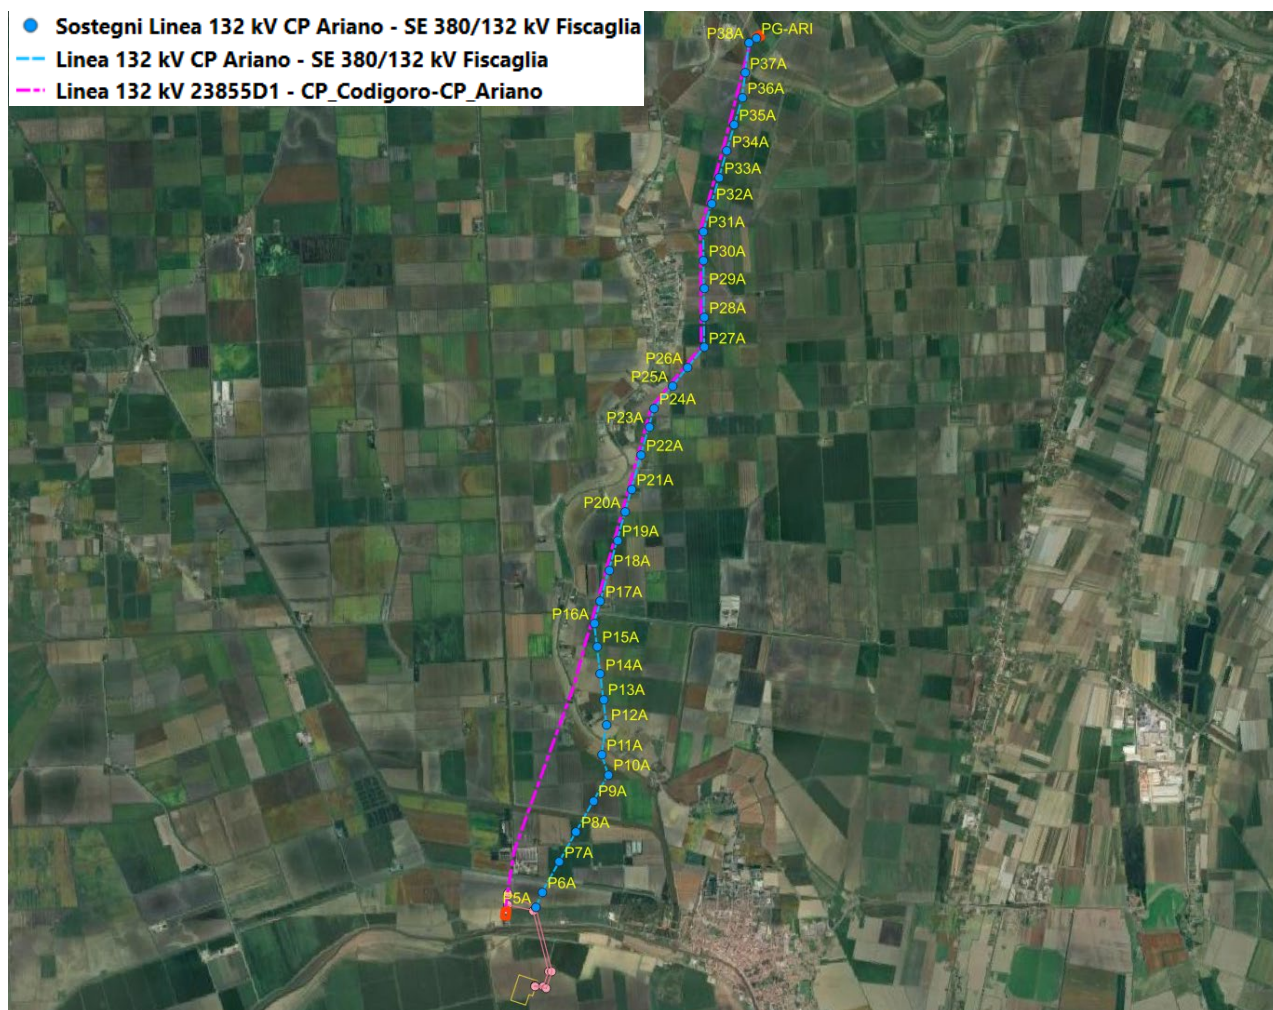 Sostegni Linea 132 kV CP Ariano - SE 380/132 kV Fiscaglia
Linea 132 kV CP Ariano - SE 380/132 kV Fiscaglia
Linea 132 kV 23855D1 - CP_Codigoro-CP_Ariano
PG-ARI
P38A
P37A
P36A
P35A
P34A
P33A
P32A
P31A
P30A
P29A
P28A
P27A
P26A
P25A
P24A
P23A
P22A
P21A
P20A
P19A
P18A
P17A
P16A
P15A
P14A
P13A
P12A
P11A
P10A
P9A
P8A
P7A
P6A
P5A